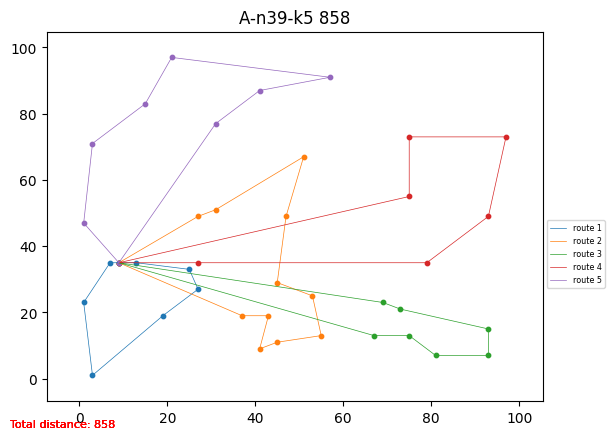 A-n39-k5 858
100
80
60
40
20
0
0 20 40 60 80 100
route 1
route 2
route 3
route 4
route 5
Total distance: 858